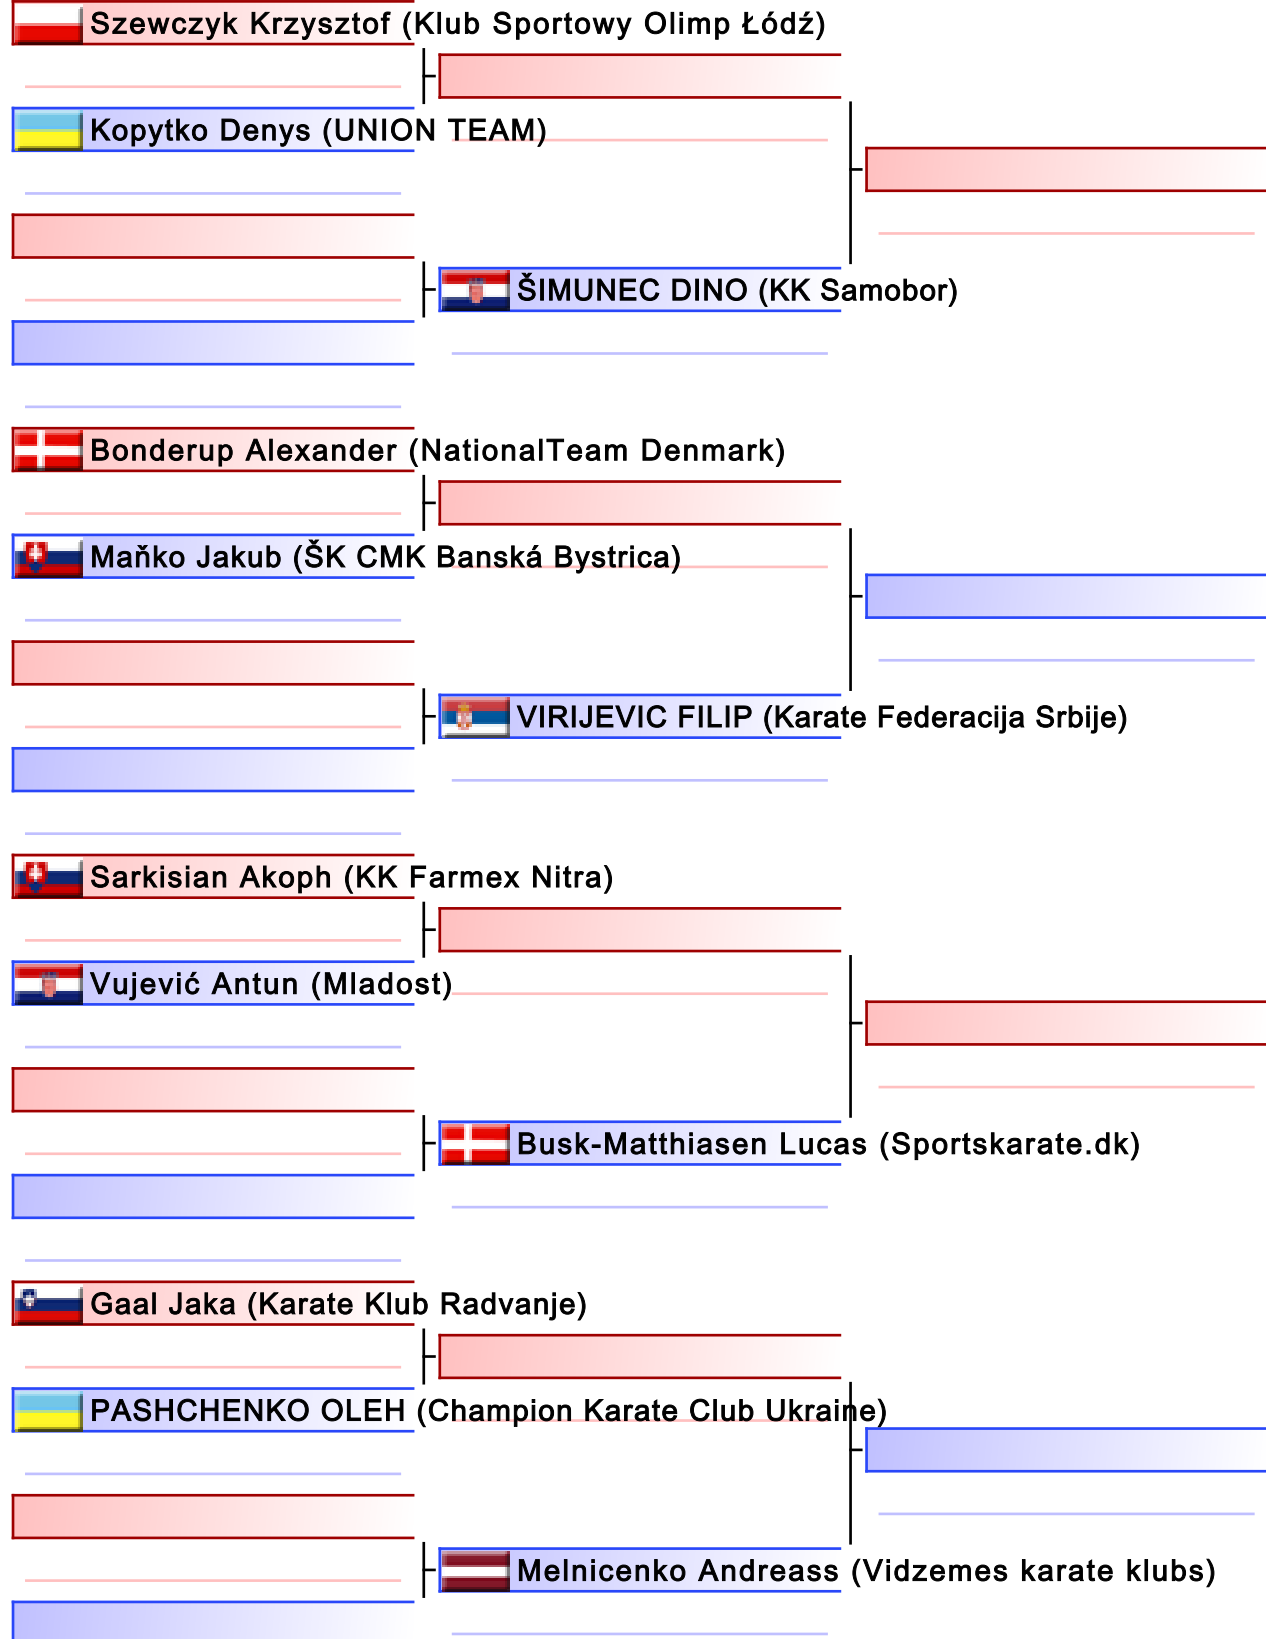 Szewczyk Krzysztof (Klub Sportowy Olimp Łódź)
Kopytko Denys (UNION TEAM)
ŠIMUNEC DINO (KK Samobor)
Bonderup Alexander (NationalTeam Denmark)
Maňko Jakub (ŠK CMK Banská Bystrica)
VIRIJEVIC FILIP (Karate Federacija Srbije)
Sarkisian Akoph (KK Farmex Nitra)
Vujević Antun (Mladost)
Busk-Matthiasen Lucas (Sportskarate.dk)
Gaal Jaka (Karate Klub Radvanje)
PASHCHENKO OLEH (Champion Karate Club Ukraine)
Melnicenko Andreass (Vidzemes karate klubs)